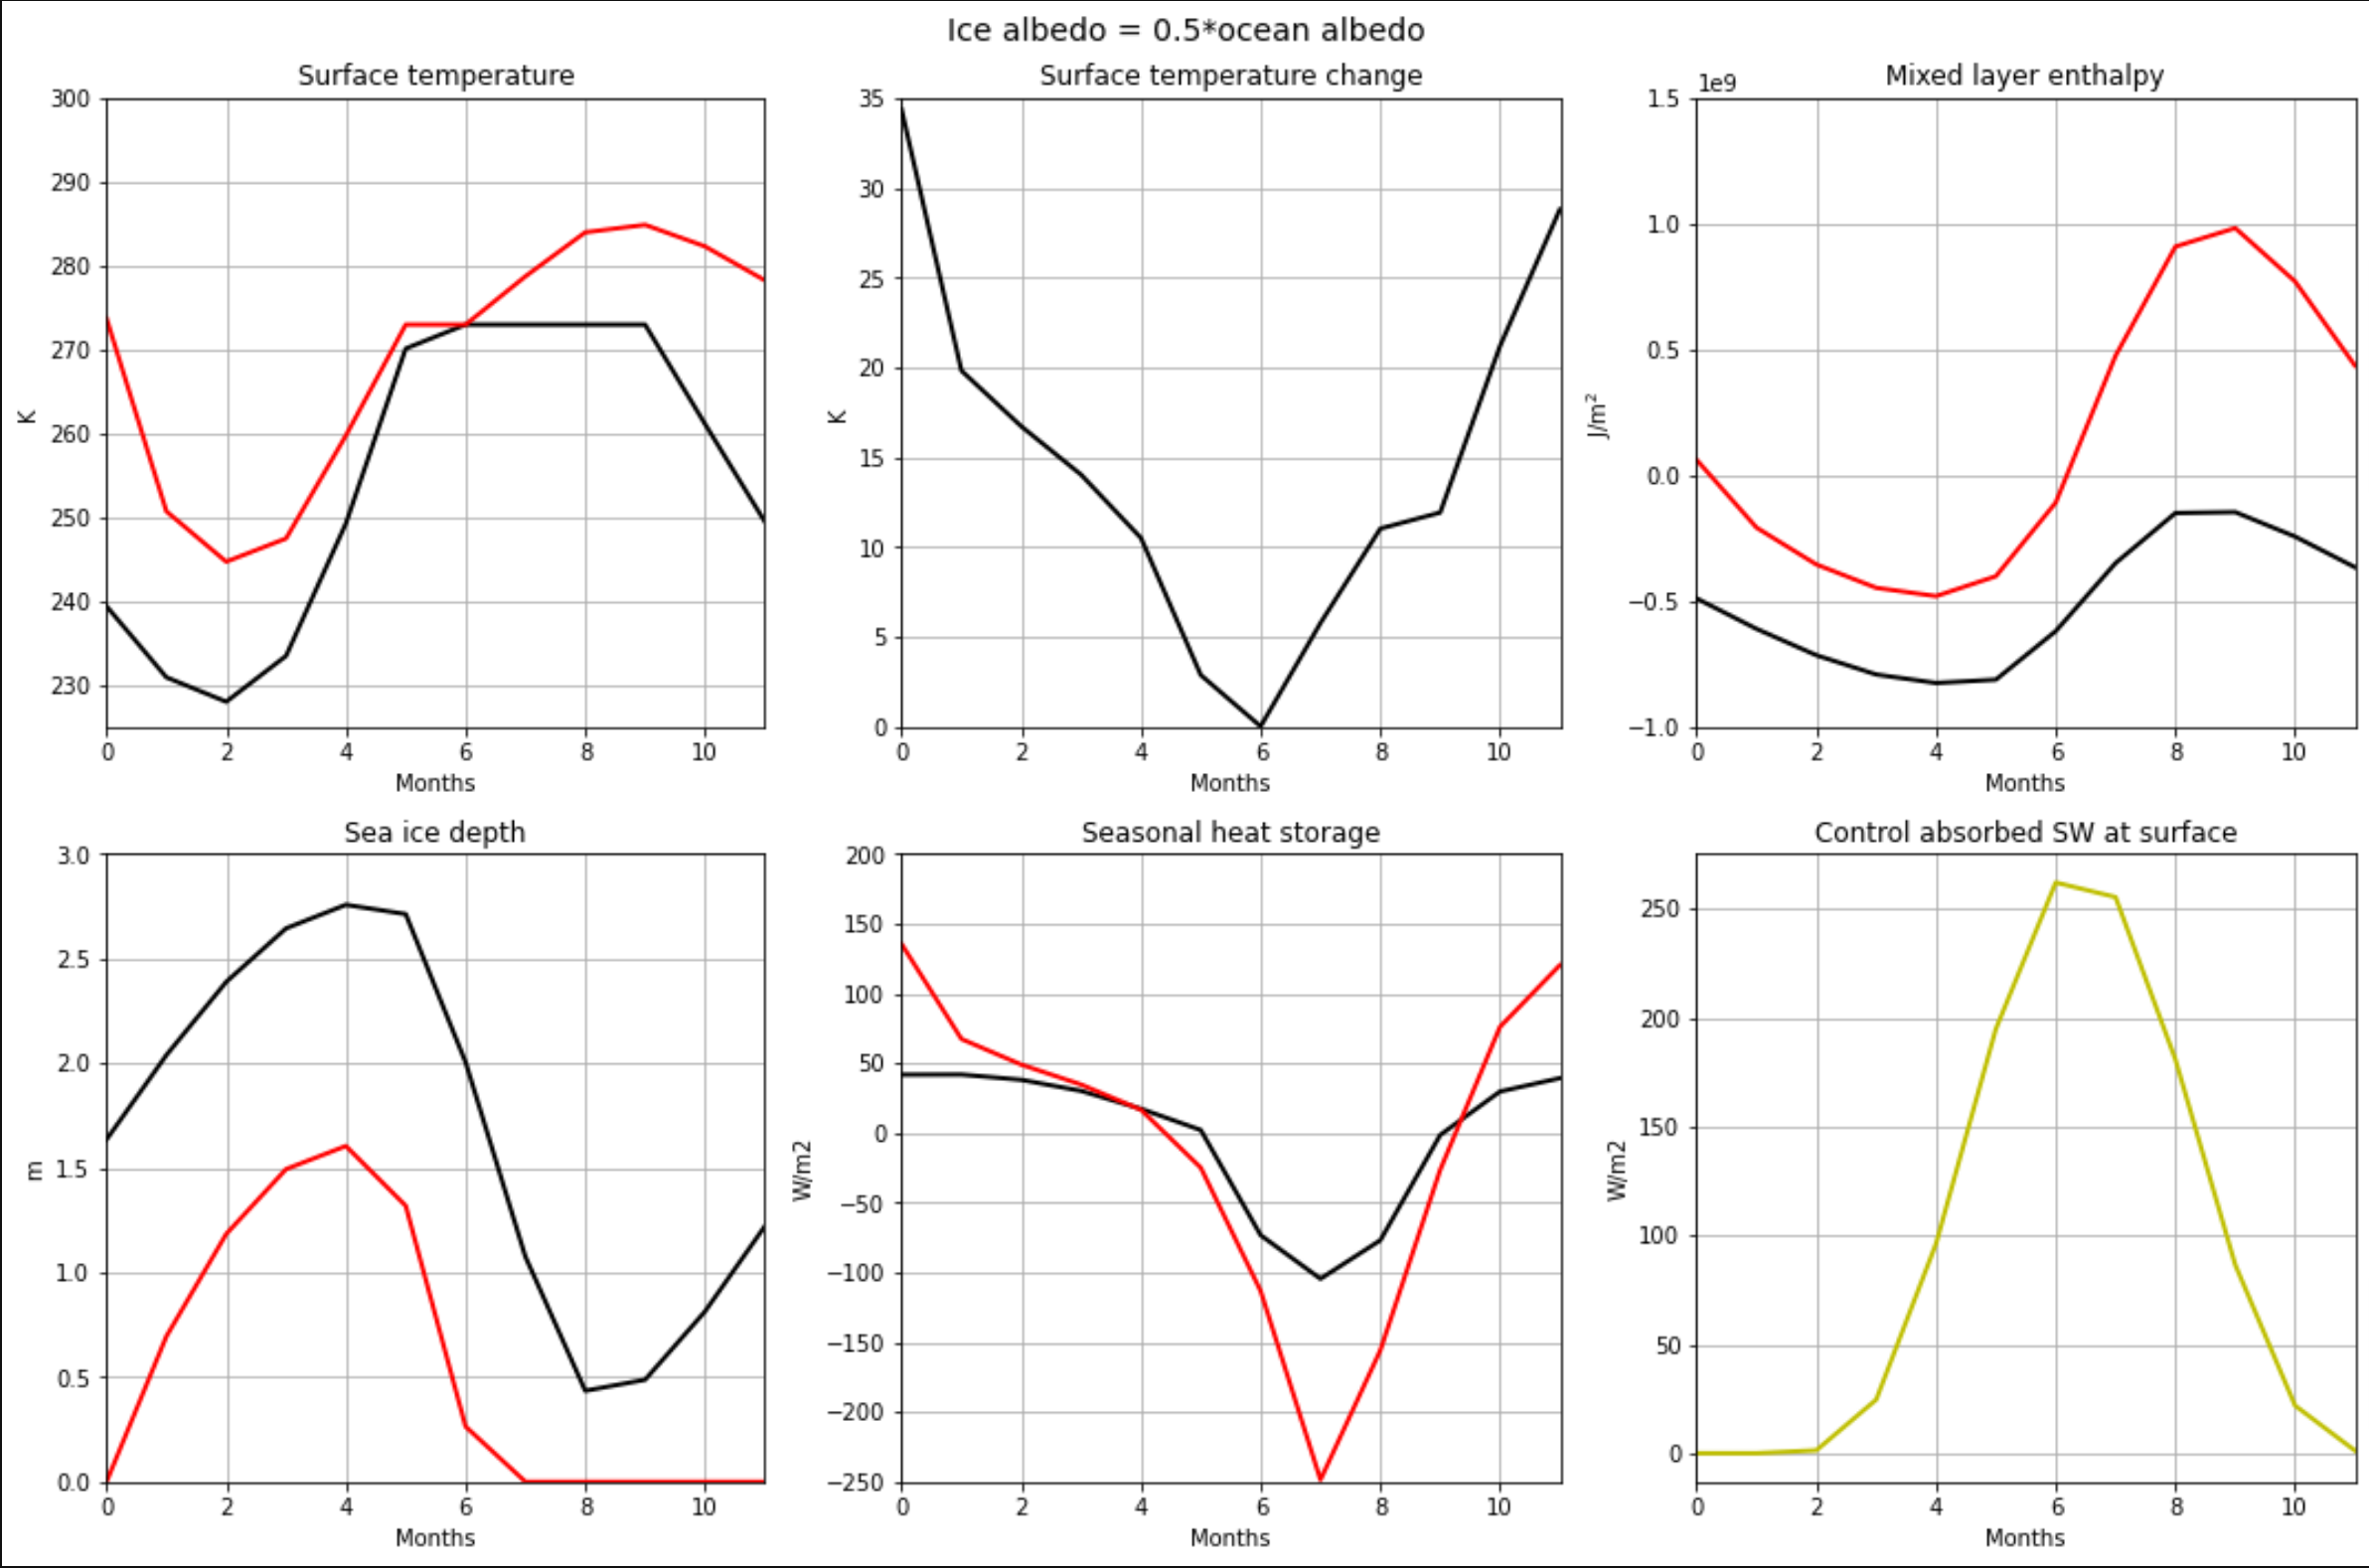 Ice albedo = 0.5*ocean albedo
Surface temperature
300
290
280
270
260
250
240
230
K
0 2 4 6 8 10
Months
Surface temperature change
35
30
25
20
15
10
5
0
K
0 2 4 6 8 10
Months
Mixed layer enthalpy
1e9
1.5
1.0
0.5
0.0
−0.5
−1.0
J/m²
0 2 4 6 8 10
Months
Sea ice depth
3.0
2.5
2.0
1.5
1.0
0.5
0.0
m
0 2 4 6 8 10
Months
Seasonal heat storage
200
150
100
50
0
−50
−100
−150
−200
−250
W/m2
0 2 4 6 8 10
Months
Control absorbed SW at surface
250
200
150
100
50
0
W/m2
0 2 4 6 8 10
Months